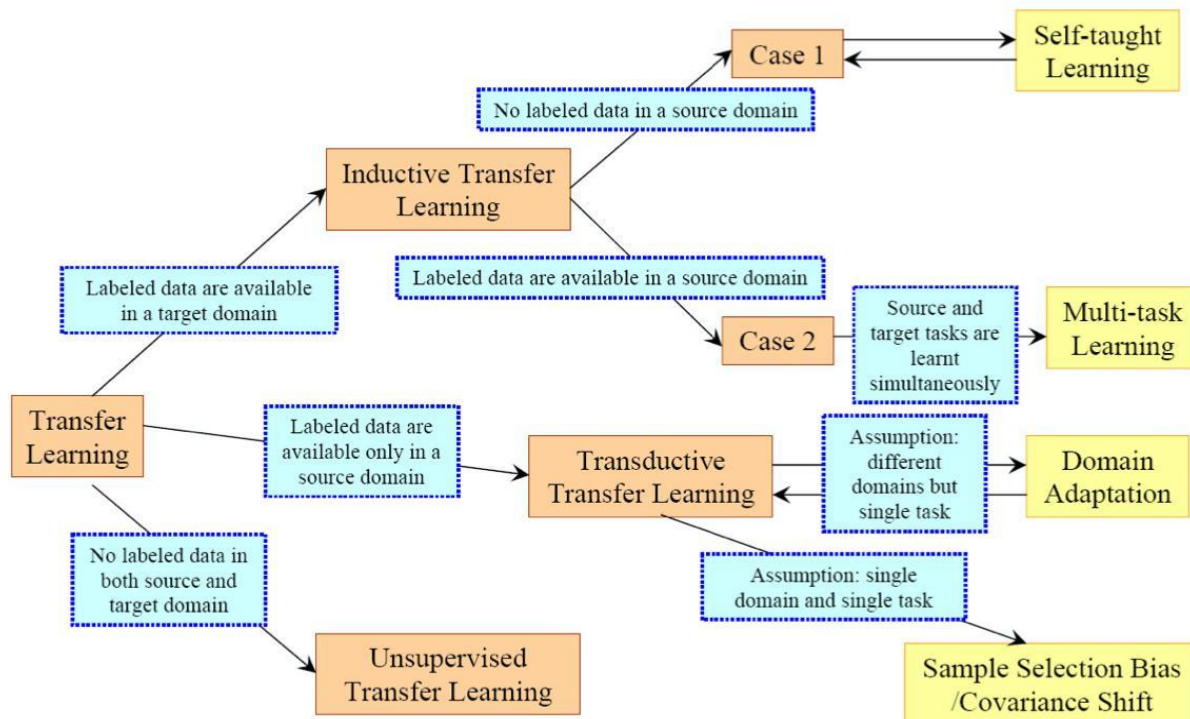 Case 1
Self-taught
Learning
No labeled data in a source domain
Inductive Transfer
Learning
Labeled data are available
in a target domain
Labeled data are available in a source domain
Case 2
Source and
target tasks are
learnt
simultaneously
Multi-task
Learning
Transfer
Learning
Labeled data are
available only in a
source domain
Transductive
Transfer Learning
Assumption:
different
domains but
single task
Domain
Adaptation
No labeled data in
both source and
target domain
Assumption: single
domain and single task
Unsupervised
Transfer Learning
Sample Selection Bias
/Covariance Shift